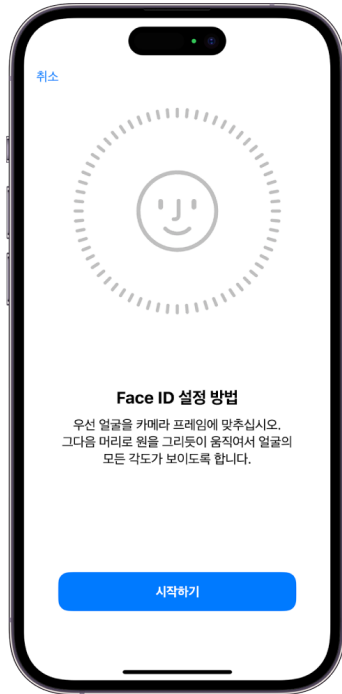 취소
Face ID 설정 방법
우선 얼굴을 카메라 프레임에 맞추십시오.
그다음 머리로 원을 그리듯이 움직여서 얼굴의
모든 각도가 보이도록 합니다.
시작하기